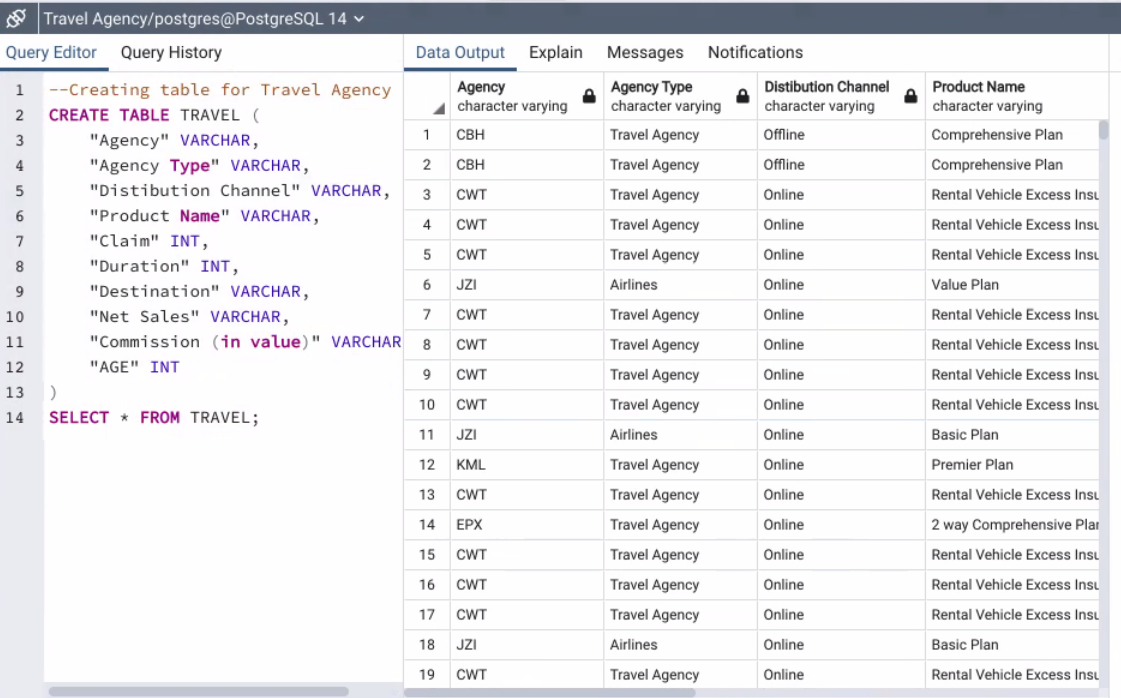 Travel Agency/postgres@PostgreSQL 14
Query Editor Query History
1 --Creating table for Travel Agency
2 CREATE TABLE TRAVEL (
3 "Agency" VARCHAR,
4 "Agency Type" VARCHAR,
5 "Distibution Channel" VARCHAR,
6 "Product Name" VARCHAR,
7 "Claim" INT,
8 "Duration" INT,
9 "Destination" VARCHAR,
10 "Net Sales" VARCHAR,
11 "Commission (in value)" VARCHAR
12 "AGE" INT
13 )
14 SELECT * FROM TRAVEL;
Data Output Explain Messages Notifications
Agency Agency Type Distibution Channel Product Name
character varying character varying character varying character varying
1 CBH Travel Agency Offline Comprehensive Plan
2 CBH Travel Agency Offline Comprehensive Plan
3 CWT Travel Agency Online Rental Vehicle Excess Insu
4 CWT Travel Agency Online Rental Vehicle Excess Insu
5 CWT Travel Agency Online Rental Vehicle Excess Insu
6 JZI Airlines Online Value Plan
7 CWT Travel Agency Online Rental Vehicle Excess Insu
8 CWT Travel Agency Online Rental Vehicle Excess Insu
9 CWT Travel Agency Online Rental Vehicle Excess Insu
10 CWT Travel Agency Online Rental Vehicle Excess Insu
11 JZI Airlines Online Basic Plan
12 KML Travel Agency Online Premier Plan
13 CWT Travel Agency Online Rental Vehicle Excess Insu
14 EPX Travel Agency Online 2 way Comprehensive Plan
15 CWT Travel Agency Online Rental Vehicle Excess Insu
16 CWT Travel Agency Online Rental Vehicle Excess Insu
17 CWT Travel Agency Online Rental Vehicle Excess Insu
18 JZI Airlines Online Basic Plan
19 CWT Travel Agency Online Rental Vehicle Excess Insu